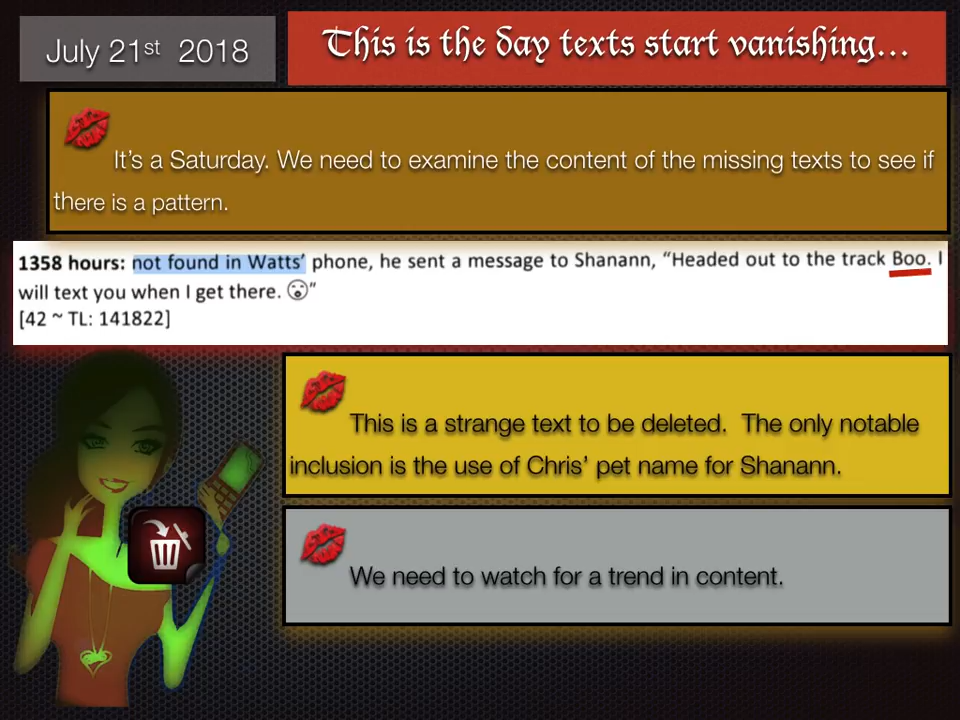 July 21st 2018
This is the day texts start vanishing...
It's a Saturday. We need to examine the content of the missing texts to see if
there is a pattern.
1358 hours: not found in Watts' phone, he sent a message to Shanann, “Headed out to the track Boo. I
will text you when I get there. 😮”
[42 ~ TL: 141822]
This is a strange text to be deleted. The only notable
inclusion is the use of Chris' pet name for Shanann.
We need to watch for a trend in content.